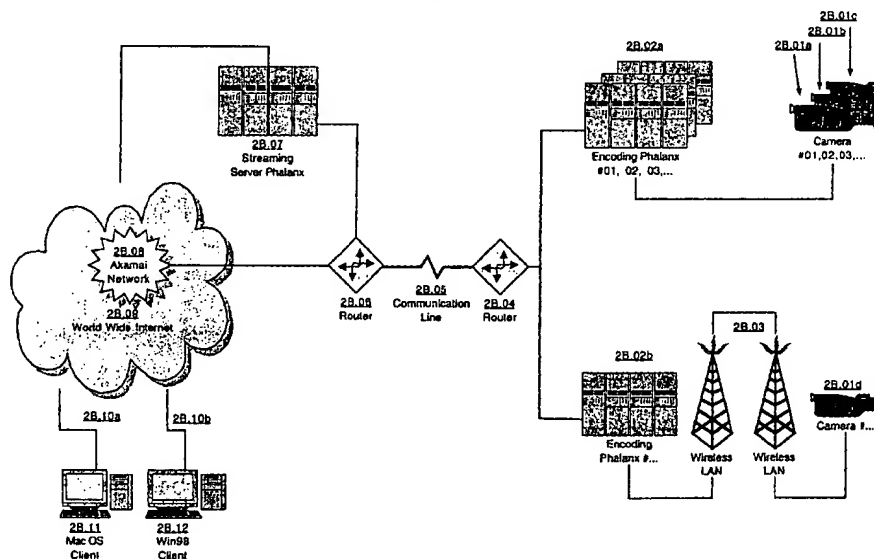 2B.01c
2B.01b
2B.01a
2B.02a
2B.07
Streaming
Server Phalanx
Encoding Phalanx
#01, 02, 03,...
Camera
#01,02,03,...
2B.08
Akamai
Network
2B.09
World Wide Internet
2B.06
Router
2B.05
Communication
Line
2B.04
Router
2B.03
2B.02b
2B.01d
Camera #...
Encoding
Phalanx #...
Wireless
LAN
Wireless
LAN
2B.10a
2B.10b
2B.11
Mac OS
Client
2B.12
Win98
Client